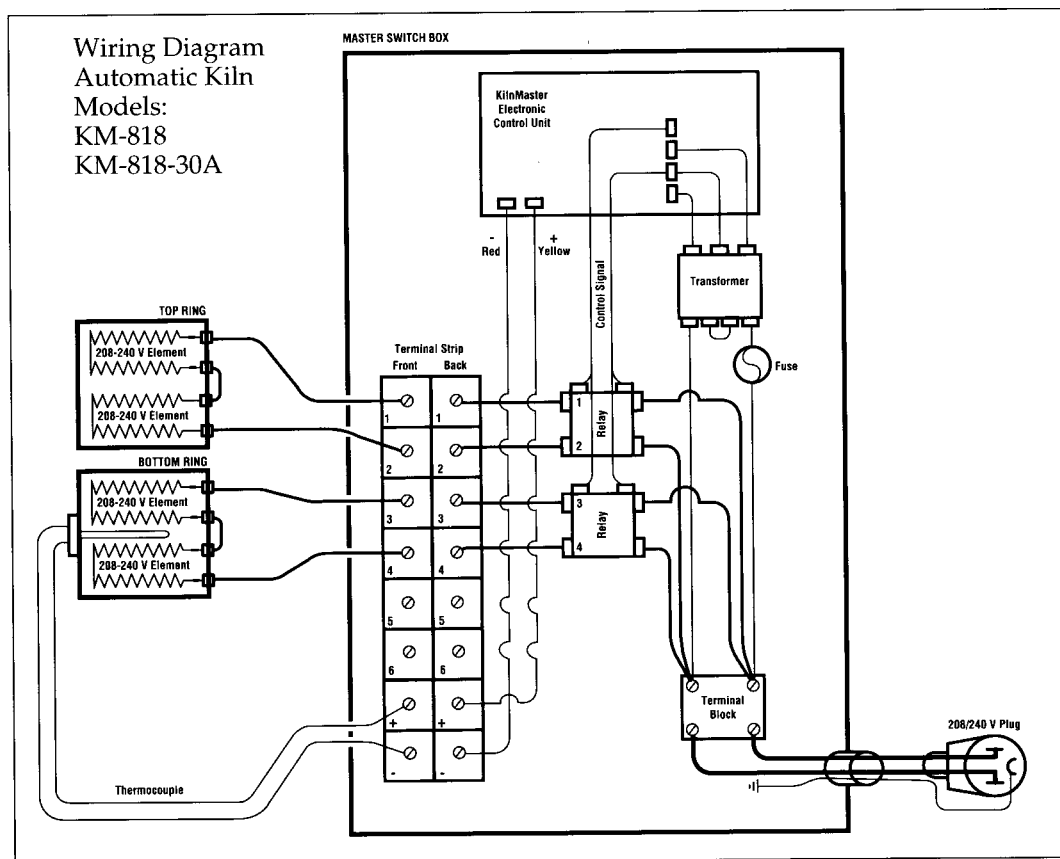 Wiring Diagram
Automatic Kiln
Models:
KM-818
KM-818-30A
MASTER SWITCH BOX
KilnMaster
Electronic
Control Unit
-
Red
+
Yellow
Control Signal
Transformer
Fuse
TOP RING
208-240 V Element
208-240 V Element
BOTTOM RING
208-240 V Element
208-240 V Element
Terminal Strip
Front Back
1 1
2 2
3 3
4 4
5 5
6 6
+ +
- -
1
2
Relay
3
4
Relay
Terminal
Block
208/240 V Plug
Thermocouple